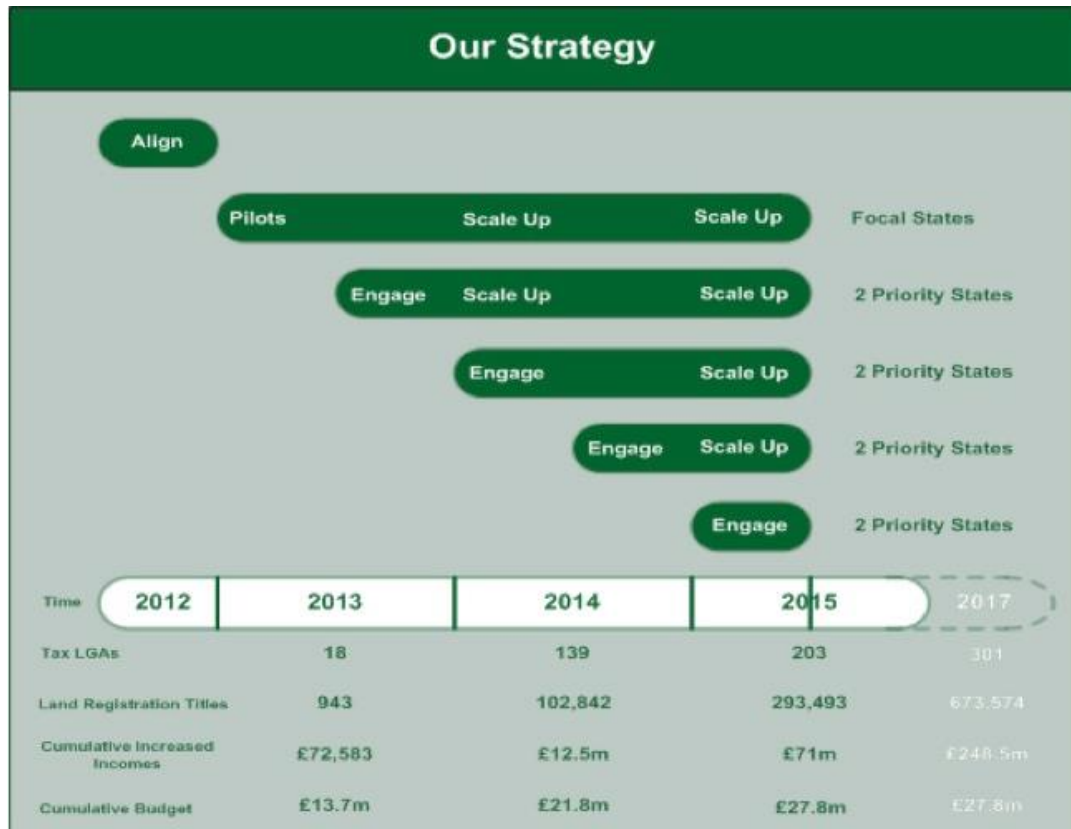 Our Strategy
Align
Pilots Scale Up Scale Up Focal States
Engage Scale Up Scale Up 2 Priority States
Engage Scale Up 2 Priority States
Engage Scale Up 2 Priority States
Engage 2 Priority States
Time 2012 2013 2014 2015 2017
Tax LGAs 18 139 203 301
Land Registration Titles 943 102,842 293,493 673,574
Cumulative Increased
Incomes £72,583 £12.5m £71m £248.5m
Cumulative Budget £13.7m £21.8m £27.8m £27.8m